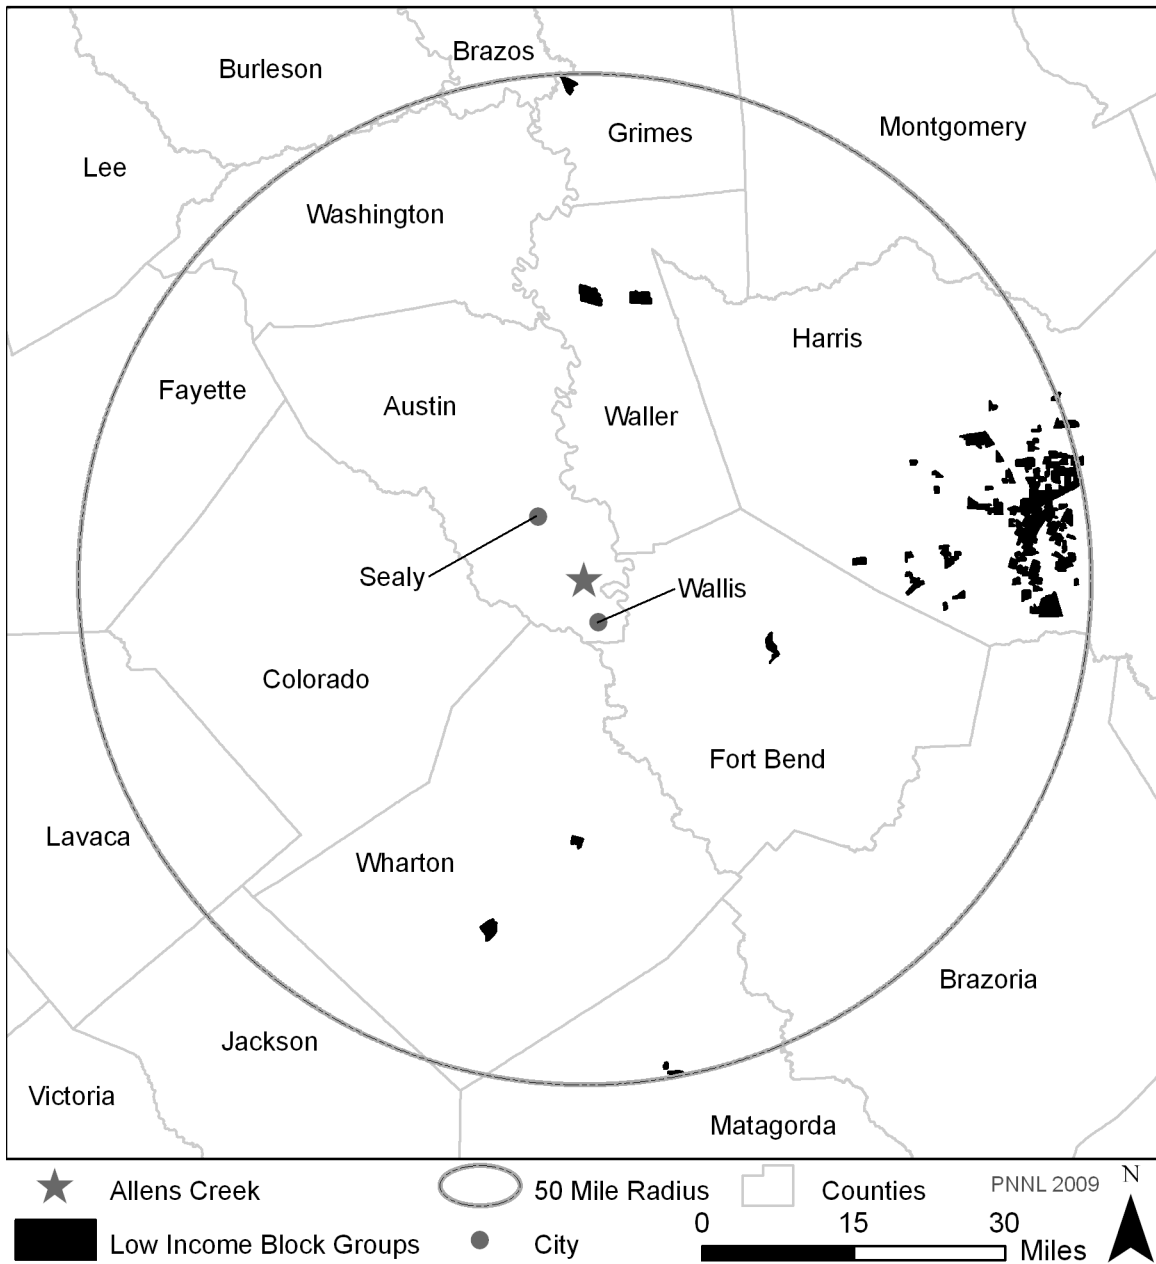 Brazos
Burleson
Montgomery
Grimes
Lee
Washington
Harris
Fayette
Austin
Waller
Sealy
Wallis
Colorado
Fort Bend
Lavaca
Wharton
Brazoria
Jackson
Victoria
Matagorda
Allens Creek
50 Mile Radius
Counties
PNNL 2009
N
Low Income Block Groups
City
0 15 30
Miles